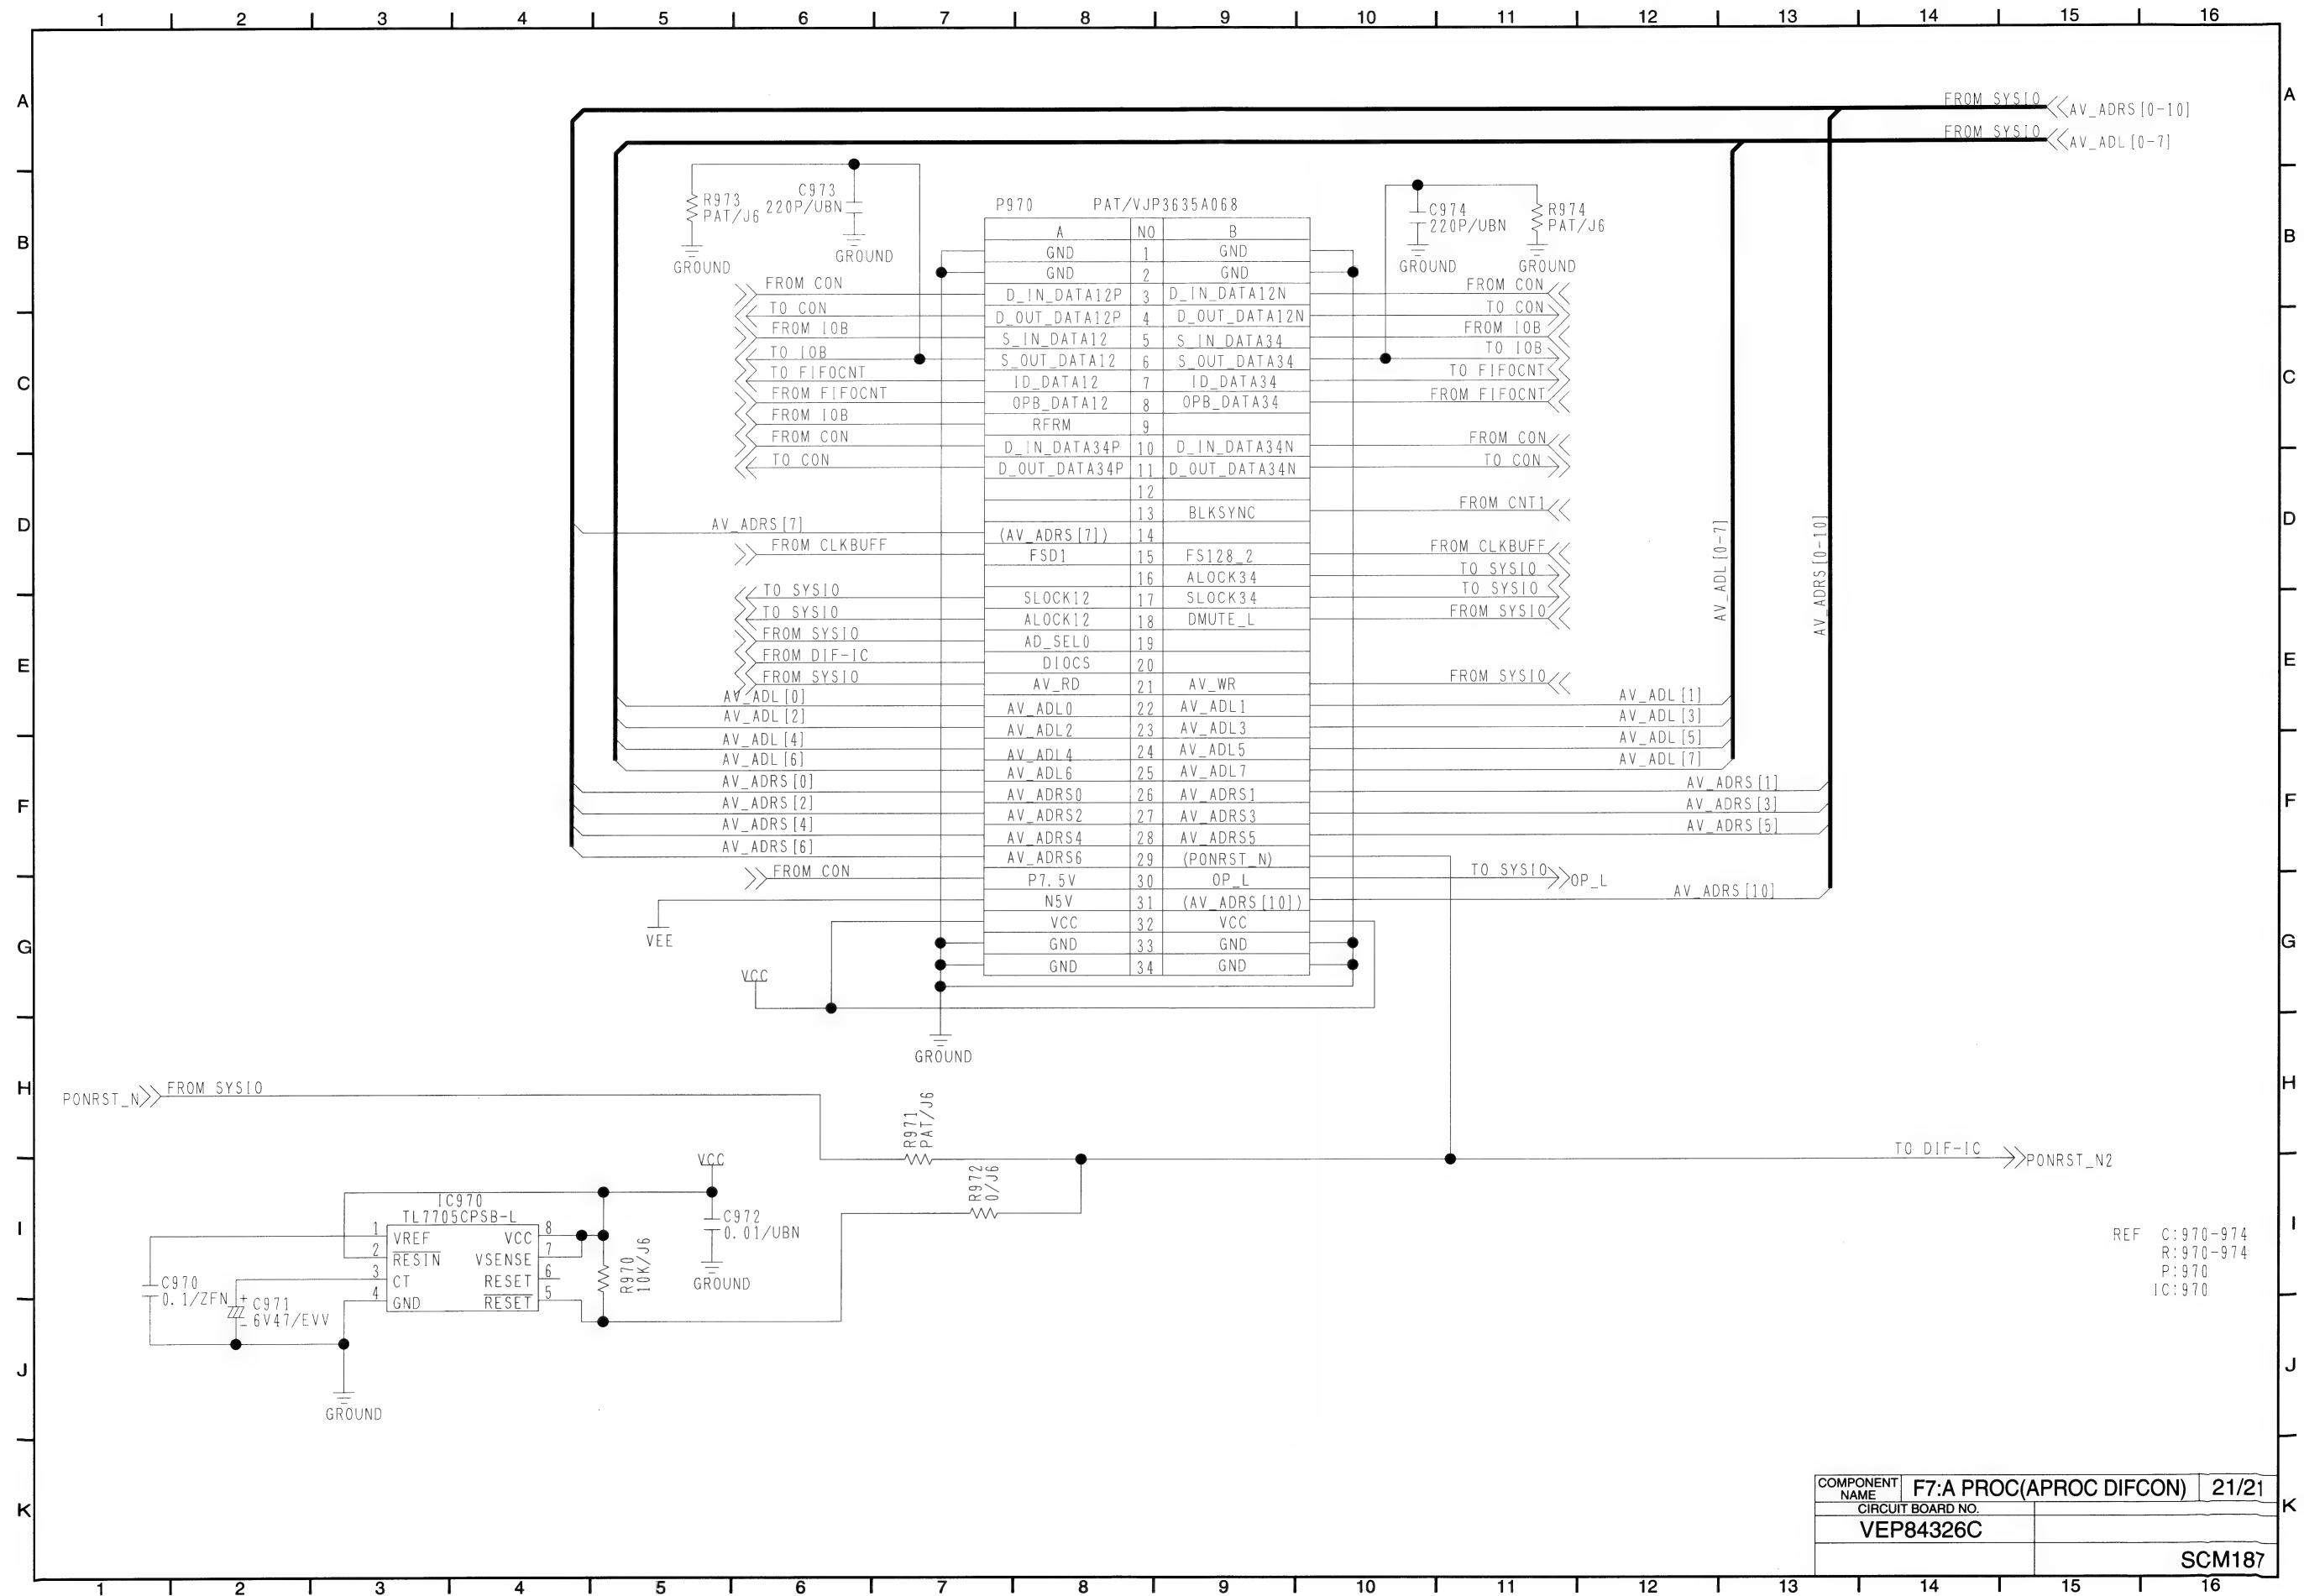 1 2 3 4 5 6 7 8 9 10 11 12 13 14 15 16
A A
FROM SYSIO AV_ADRS[0-10]
FROM SYSIO AV_ADL[0-7]
R973
PAT/J6
C973
220P/UBN
GROUND
GROUND
P970 PAT/VJP3635A068
C974
220P/UBN
R974
PAT/J6
GROUND
GROUND
B B
A NO B
GND 1 GND
GND 2 GND
FROM CON D_IN_DATA12P 3 D_IN_DATA12N FROM CON
TO CON D_OUT_DATA12P 4 D_OUT_DATA12N TO CON
FROM IOB S_IN_DATA12 5 S_IN_DATA34 FROM IOB
TO IOB S_OUT_DATA12 6 S_OUT_DATA34 TO IOB
C C
TO FIFOCNT ID_DATA12 7 ID_DATA34 TO FIFOCNT
FROM FIFOCNT OPB_DATA12 8 OPB_DATA34 FROM FIFOCNT
FROM IOB RFRM 9
FROM CON D_IN_DATA34P 10 D_IN_DATA34N FROM CON
TO CON D_OUT_DATA34P 11 D_OUT_DATA34N TO CON
12
13 BLKSYNC FROM CNT1
D D
AV_ADRS[7] (AV_ADRS[7]) 14
FROM CLKBUFF FSD1 15 FS128_2 FROM CLKBUFF
16 ALOCK34 TO SYSIO
TO SYSIO SLOCK12 17 SLOCK34 TO SYSIO
TO SYSIO ALOCK12 18 DMUTE_L FROM SYSIO
FROM SYSIO AD_SEL0 19
FROM DIF-IC DIOCS 20
FROM SYSIO AV_RD 21 AV_WR FROM SYSIO
AV_ADL[0-7]
AV_ADRS[0-10]
E E
AV_ADL[0] AV_ADL0 22 AV_ADL1 AV_ADL[1]
AV_ADL[2] AV_ADL2 23 AV_ADL3 AV_ADL[3]
AV_ADL[4] AV_ADL4 24 AV_ADL5 AV_ADL[5]
AV_ADL[6] AV_ADL6 25 AV_ADL7 AV_ADL[7]
AV_ADRS[0] AV_ADRS0 26 AV_ADRS1 AV_ADRS[1]
F F
AV_ADRS[2] AV_ADRS2 27 AV_ADRS3 AV_ADRS[3]
AV_ADRS[4] AV_ADRS4 28 AV_ADRS5 AV_ADRS[5]
AV_ADRS[6] AV_ADRS6 29 (PONRST_N)
FROM CON P7.5V 30 OP_L TO SYSIO OP_L
N5V 31 (AV_ADRS[10]) AV_ADRS[10]
VEE
VCC 32 VCC
GND 33 GND
GND 34 GND
G G
VCC
GROUND
H H
PONRST_N FROM SYSIO
R971
PAT/J6
R972
0/J6
TO DIF-IC PONRST_N2
VCC
IC970
TL7705CPSB-L
1 VREF VCC 8
2 RESIN VSENSE 7
3 CT RESET 6
4 GND RESET 5
C972
0.01/UBN
GROUND
R970
10K/J6
C970
0.1/ZFN
+ C971
- 6V47/EVV
GROUND
I I
REF C:970-974
R:970-974
P:970
IC:970
J J
K K
COMPONENT NAME F7:A PROC(APROC DIFCON) 21/21
CIRCUIT BOARD NO.
VEP84326C
SCM187
1 2 3 4 5 6 7 8 9 10 11 12 13 14 15 16